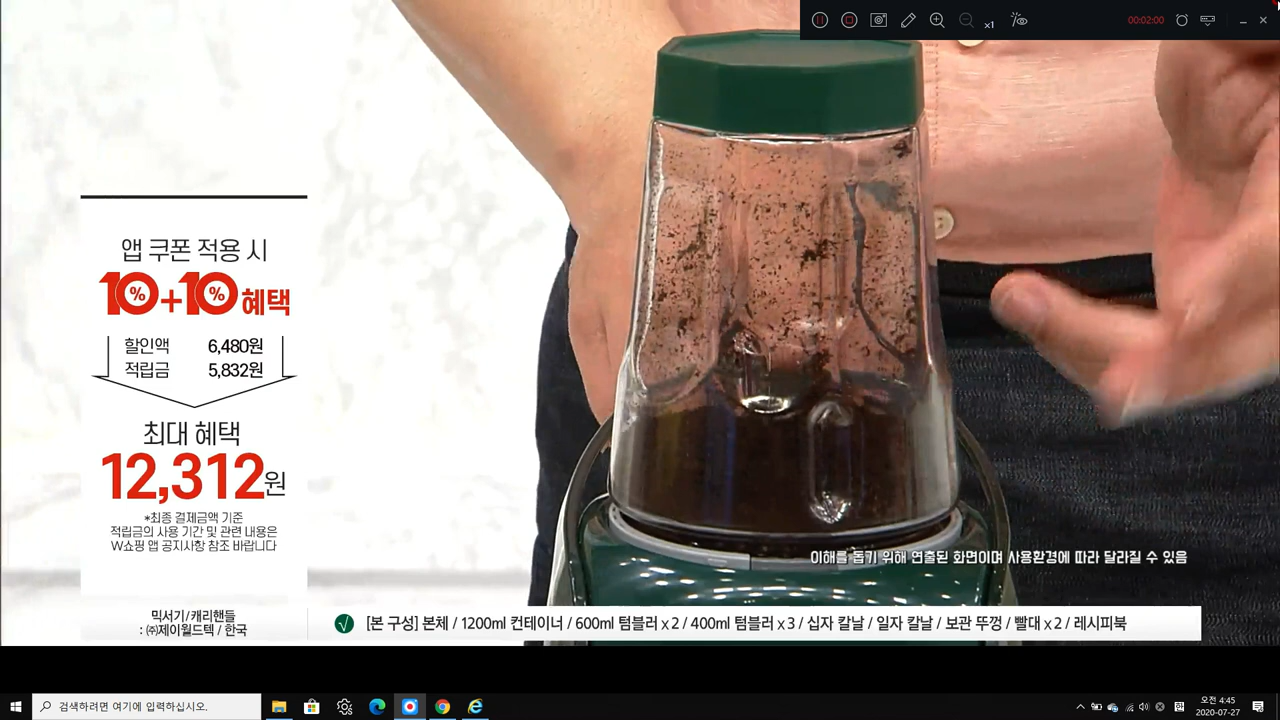 x1
00:02:00
앱 쿠폰 적용 시
10%+10% 혜택
할인액 6,480원
적립금 5,832원
최대 혜택
12,312원
*최종 결제금액 기준
적립금의 사용 기간 및 관련 내용은
W쇼핑 앱 공지사항 참조 바랍니다
이해를 돕기 위해 연출된 화면이며 사용환경에 따라 달라질 수 있음
믹서기/캐리핸들
: ㈜제이월드텍 / 한국
[본 구성] 본체 / 1200ml 컨테이너 / 600ml 텀블러 x 2 / 400ml 텀블러 x 3 / 십자 칼날 / 일자 칼날 / 보관 뚜껑 / 빨대 x 2 / 레시피북
검색하려면 여기에 입력하십시오.
오전 4:45
2020-07-27